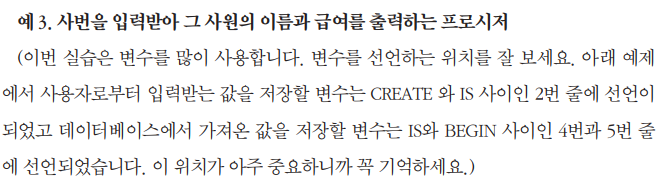 예 3. 사번을 입력받아 그 사원의 이름과 급여를 출력하는 프로시저
(이번 실습은 변수를 많이 사용합니다. 변수를 선언하는 위치를 잘 보세요. 아래 예제
에서 사용자로부터 입력받는 값을 저장할 변수는 CREATE 와 IS 사이인 2번 줄에 선언이
되었고 데이터베이스에서 가져온 값을 저장할 변수는 IS와 BEGIN 사이인 4번과 5번 줄
에 선언되었습니다. 이 위치가 아주 중요하니까 꼭 기억하세요.)